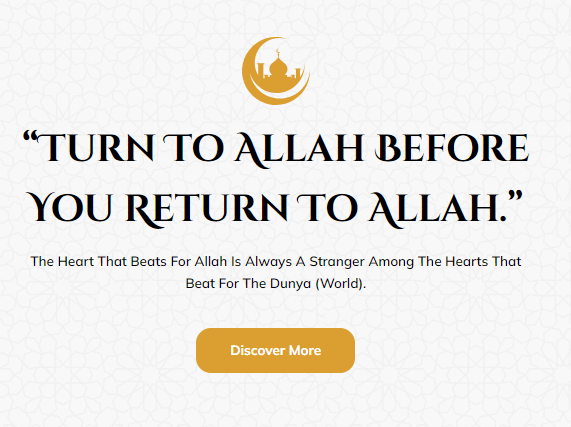 “Turn To Allah Before
You Return To Allah.”
The Heart That Beats For Allah Is Always A Stranger Among The Hearts That
Beat For The Dunya (World).
Discover More